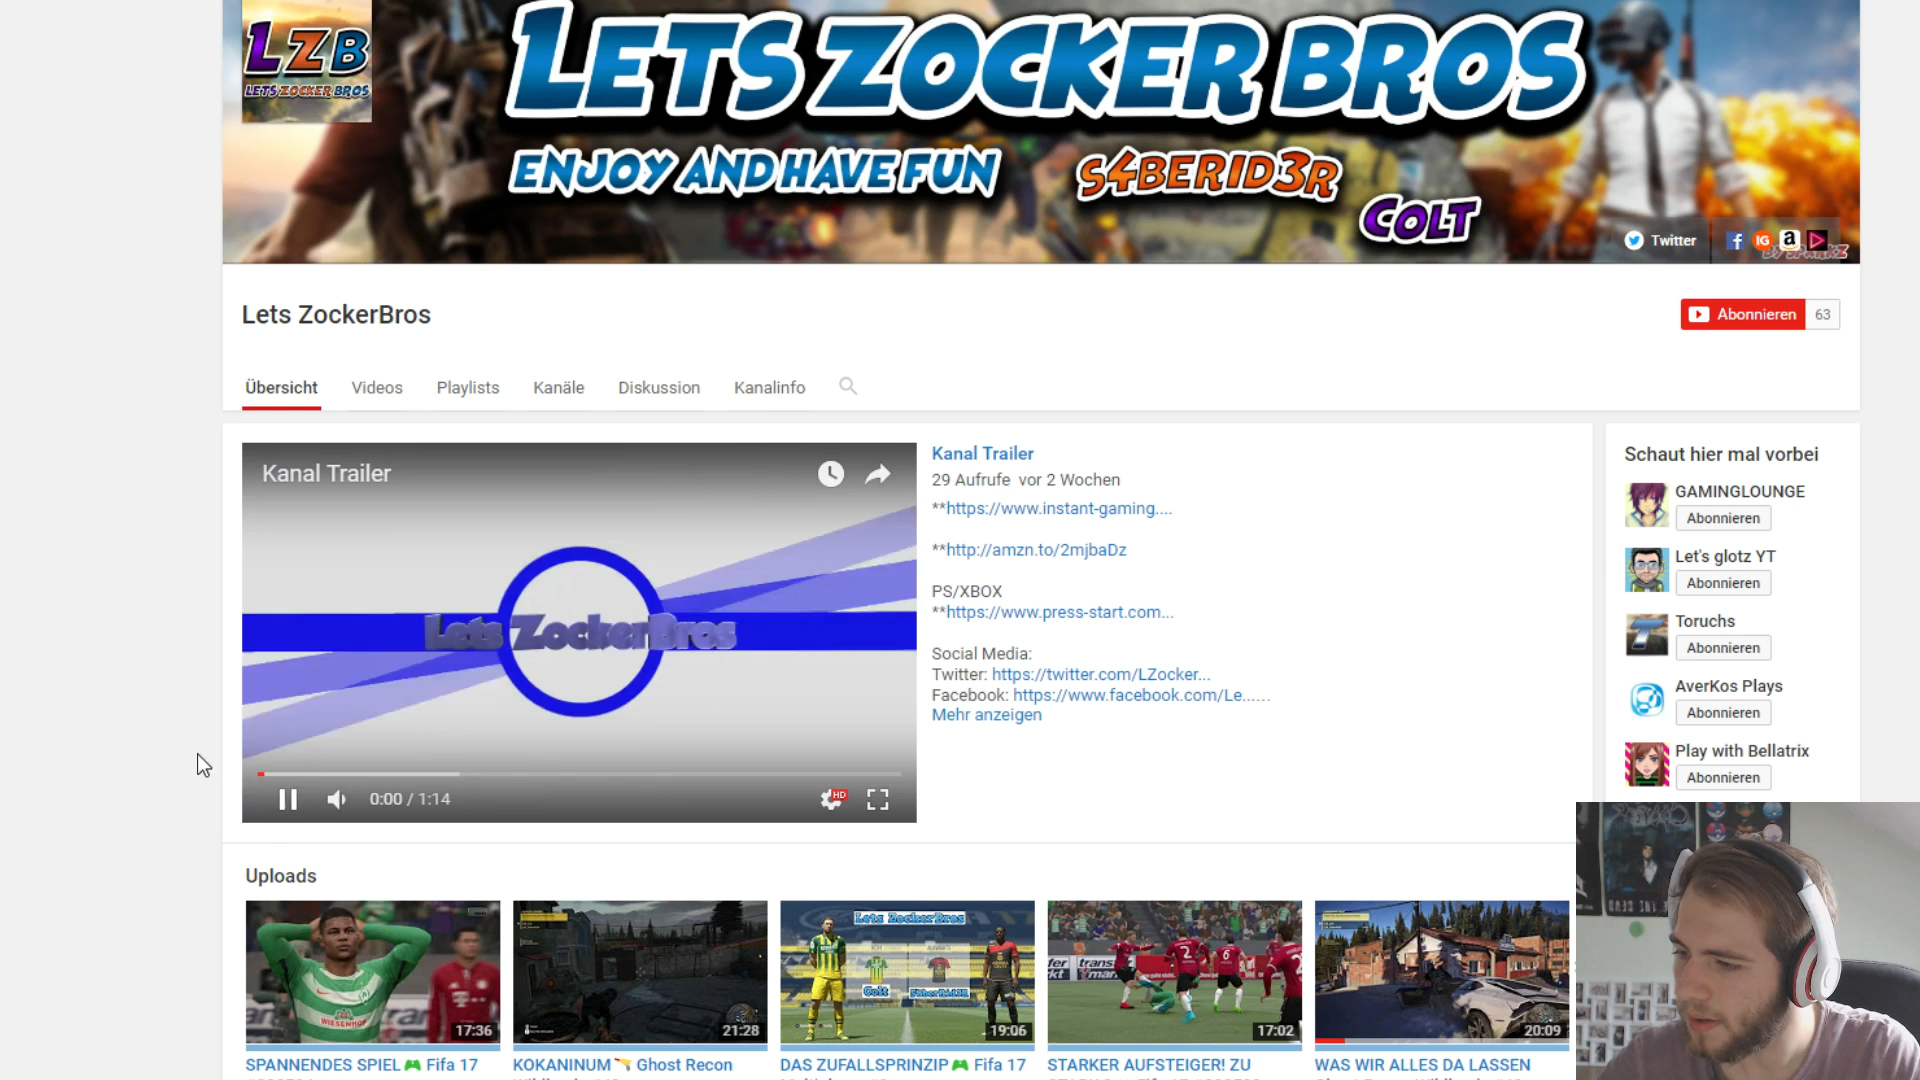 LZB
LETS ZOCKER BROS
LETS ZOCKER BROS
ENJOY AND HAVE FUN
S4BERID3R
COLT
Twitter
Lets ZockerBros
Abonnieren 63
Übersicht Videos Playlists Kanäle Diskussion Kanalinfo
Kanal Trailer
Lets ZockerBros
0:00 / 1:14
HD
Kanal Trailer
29 Aufrufe vor 2 Wochen
**https://www.instant-gaming....
**http://amzn.to/2mjbaDz
PS/XBOX
**https://www.press-start.com...
Social Media:
Twitter: https://twitter.com/LZocker...
Facebook: https://www.facebook.com/Le......
Mehr anzeigen
Schaut hier mal vorbei
GAMINGLOUNGE
Abonnieren
Let's glotz YT
Abonnieren
Toruchs
Abonnieren
AverKos Plays
Abonnieren
Play with Bellatrix
Abonnieren
Uploads
WIESENHOF
17:36
21:28
Lets ZockerBros
Colt
S4berRid3R
19:06
17:02
20:09
SPANNENDES SPIEL🎮 Fifa 17
KOKANINUM🔫 Ghost Recon
DAS ZUFALLSPRINZIP🎮 Fifa 17
STARKER AUFSTEIGER! ZU
WAS WIR ALLES DA LASSEN